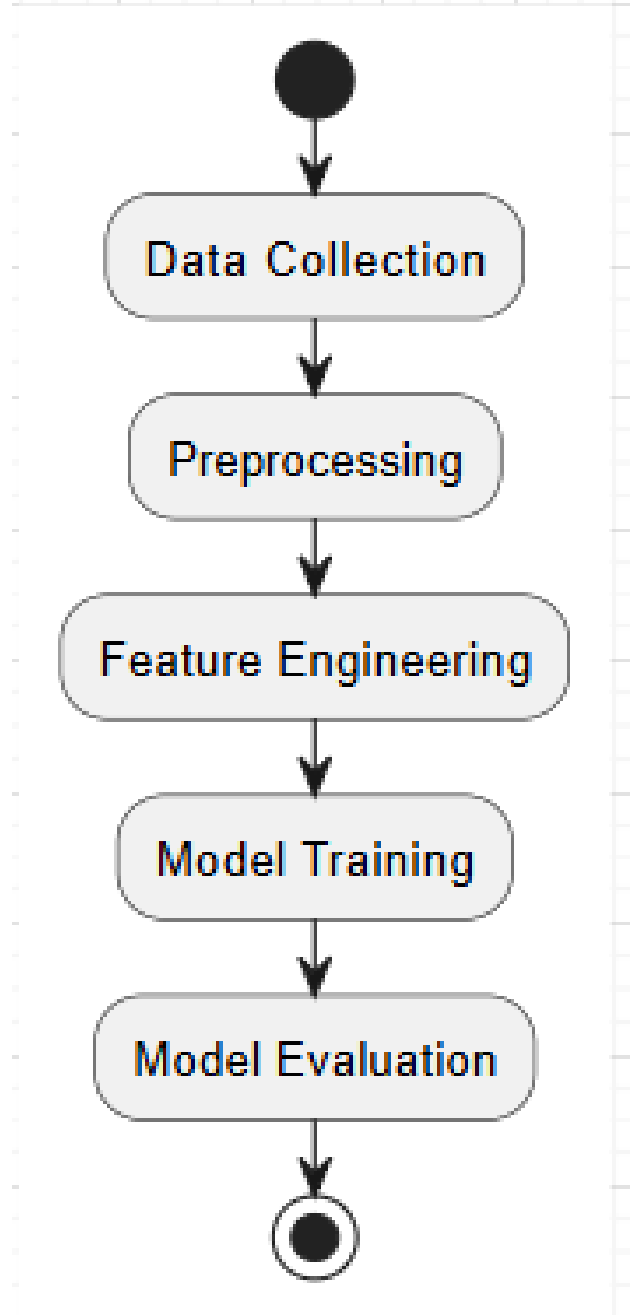 Data Collection
Preprocessing
Feature Engineering
Model Training
Model Evaluation